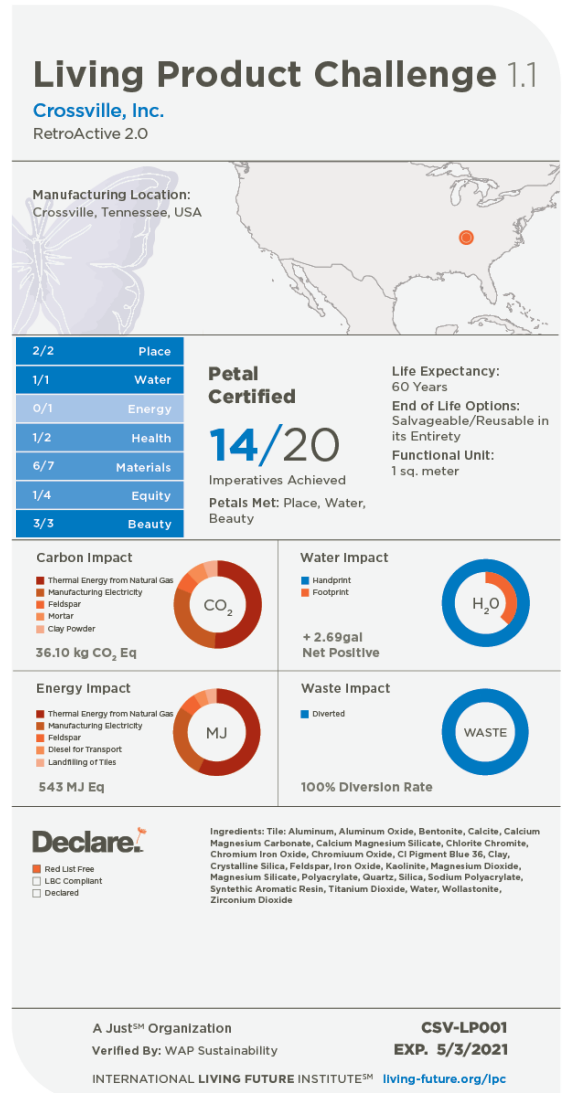 Living Product Challenge 1.1
Crossville, Inc.
RetroActive 2.0
Manufacturing Location:
Crossville, Tennessee, USA
2/2 Place
1/1 Water
0/1 Energy
1/2 Health
6/7 Materials
1/4 Equity
3/3 Beauty
Petal
Certified
14/20
Imperatives Achieved
Petals Met: Place, Water,
Beauty
Life Expectancy:
60 Years
End of Life Options:
Salvageable/Reusable in
its Entirety
Functional Unit:
1 sq. meter
Carbon Impact
Thermal Energy from Natural Gas
Manufacturing Electricity
Feldspar
Mortar
Clay Powder
CO₂
36.10 kg CO₂ Eq
Water Impact
Handprint
Footprint
H₂O
+ 2.69gal
Net Positive
Energy Impact
Thermal Energy from Natural Gas
Manufacturing Electricity
Feldspar
Diesel for Transport
Landfilling of Tiles
MJ
543 MJ Eq
Waste Impact
Diverted
WASTE
100% Diversion Rate
Declare.
Red List Free
LBC Compliant
Declared
Ingredients: Tile: Aluminum, Aluminum Oxide, Bentonite, Calcite, Calcium
Magnesium Carbonate, Calcium Magnesium Silicate, Chlorite Chromite,
Chromium Iron Oxide, Chromiuum Oxide, CI Pigment Blue 36, Clay,
Crystalline Silica, Feldspar, Iron Oxide, Kaolinite, Magnesium Dioxide,
Magnesium Silicate, Polyacrylate, Quartz, Silica, Sodium Polyacrylate,
Syntethic Aromatic Resin, Titanium Dioxide, Water, Wollastonite,
Zirconium Dioxide
A Just℠ Organization
Verified By: WAP Sustainability
CSV-LP001
EXP. 5/3/2021
INTERNATIONAL LIVING FUTURE INSTITUTE℠ living-future.org/lpc